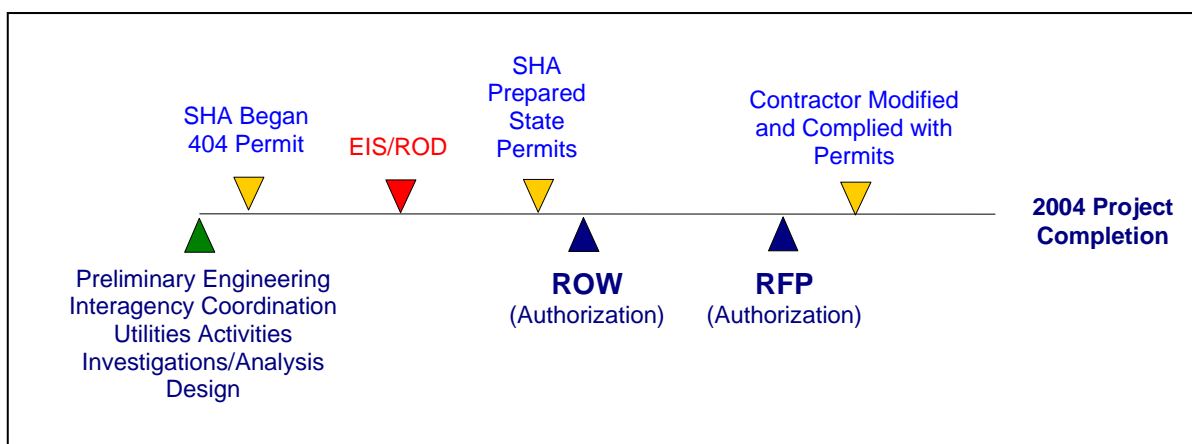 SHA Began
404 Permit
EIS/ROD
SHA
Prepared
State
Permits
Contractor Modified
and Complied with
Permits
2004 Project
Completion
Preliminary Engineering
Interagency Coordination
Utilities Activities
Investigations/Analysis
Design
ROW
(Authorization)
RFP
(Authorization)